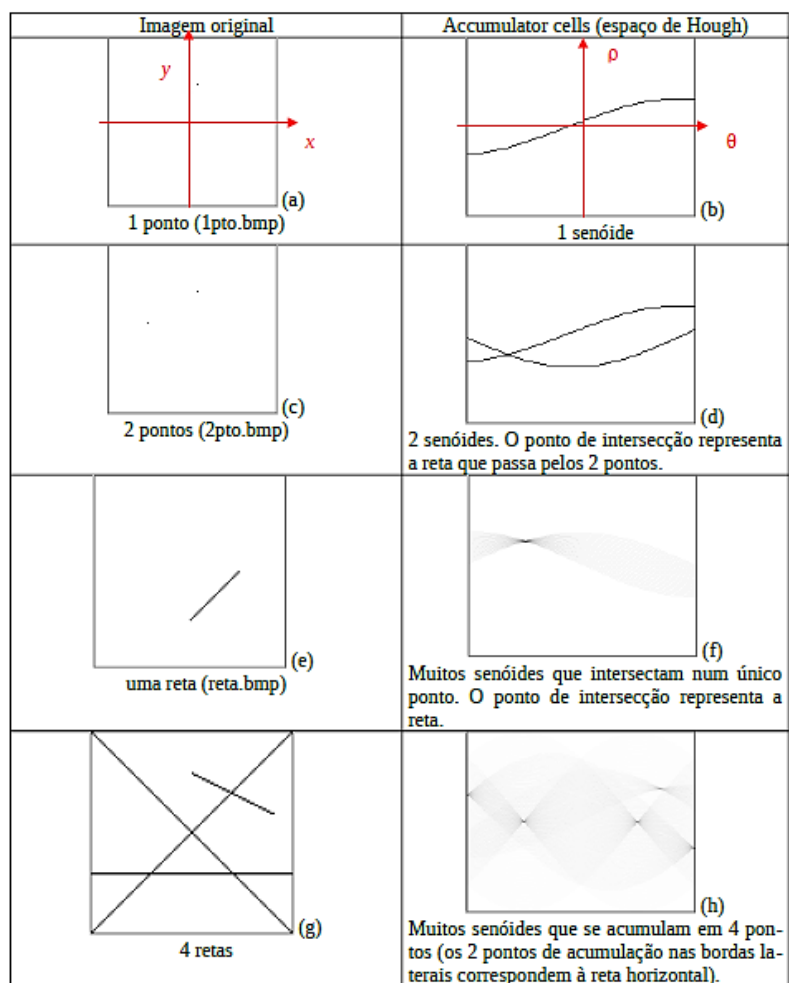 Imagem original
Accumulator cells (espaço de Hough)
y
x
(a)
1 ponto (1pto.bmp)
ρ
θ
(b)
1 senóide
(c)
2 pontos (2pto.bmp)
(d)
2 senóides. O ponto de intersecção representa
a reta que passa pelos 2 pontos.
(e)
uma reta (reta.bmp)
(f)
Muitos senóides que intersectam num único
ponto. O ponto de intersecção representa a
reta.
(g)
4 retas
(h)
Muitos senóides que se acumulam em 4 pon-
tos (os 2 pontos de acumulação nas bordas la-
terais correspondem à reta horizontal).